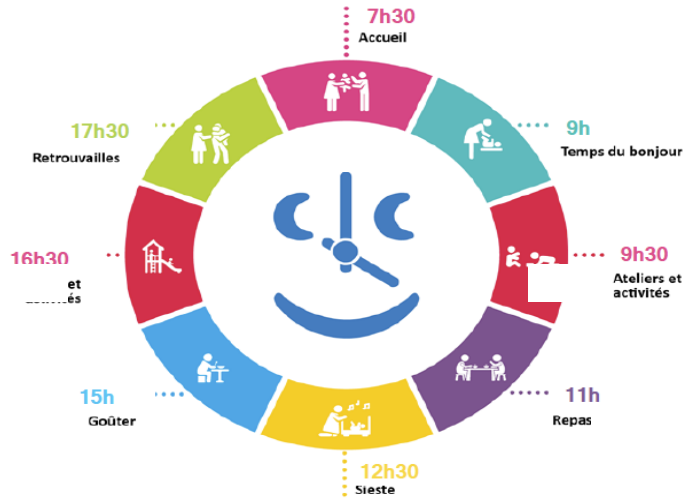 7h30
Accueil
9h
Temps du bonjour
9h30
Ateliers et
activités
11h
Repas
12h30
Sieste
15h
Goûter
16h30
et
17h30
Retrouvailles